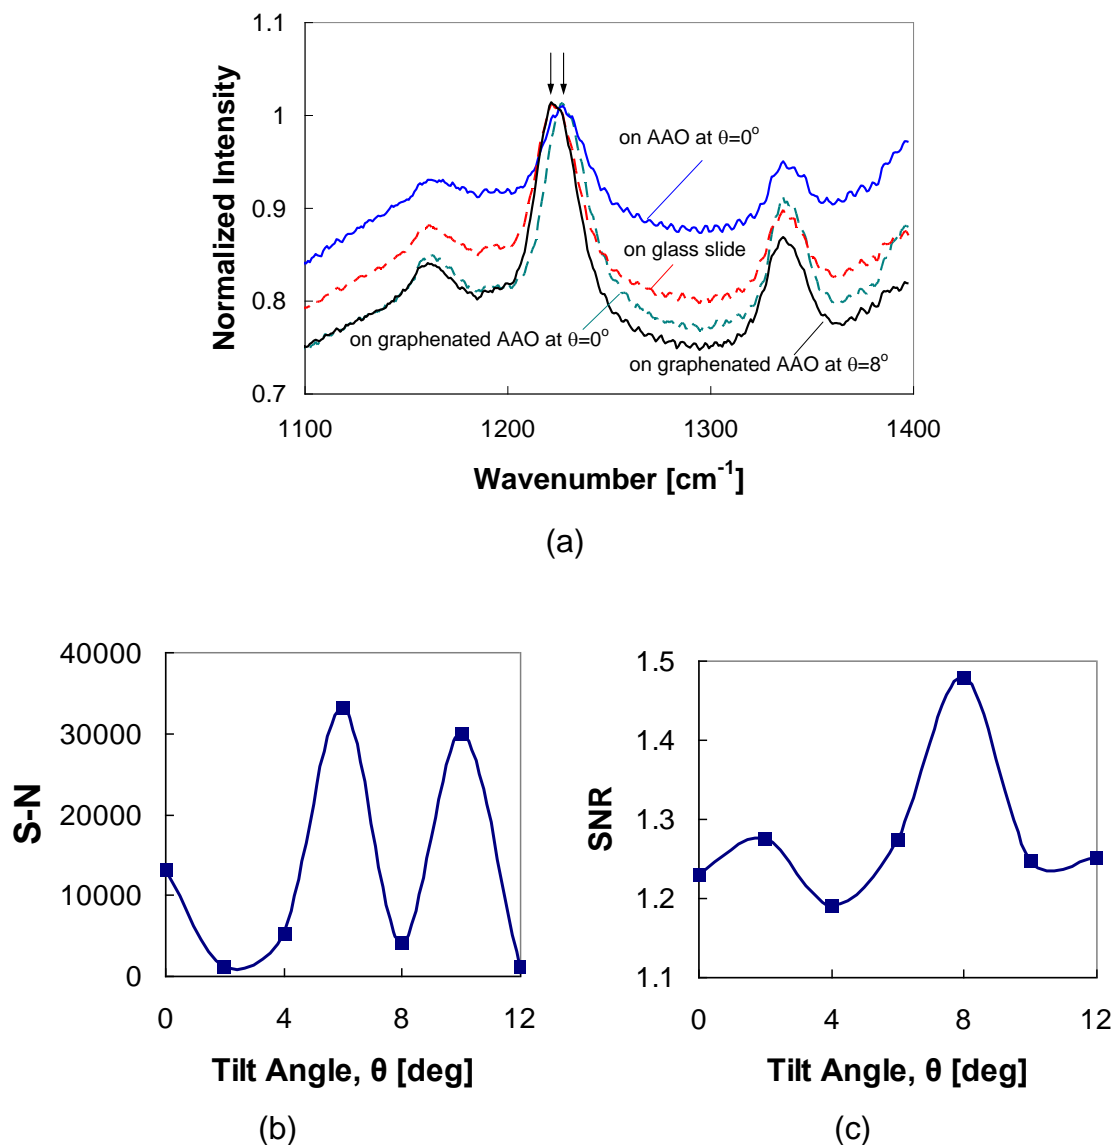 1.1
1
0.9
0.8
0.7
Normalized Intensity
on AAO at θ=0°
on glass slide
on graphenated AAO at θ=0°
on graphenated AAO at θ=8°
1100 1200 1300 1400
Wavenumber [cm⁻¹]
(a)
40000
30000
20000
10000
0
S-N
0 4 8 12
Tilt Angle, θ [deg]
(b)
1.5
1.4
1.3
1.2
1.1
SNR
0 4 8 12
Tilt Angle, θ [deg]
(c)